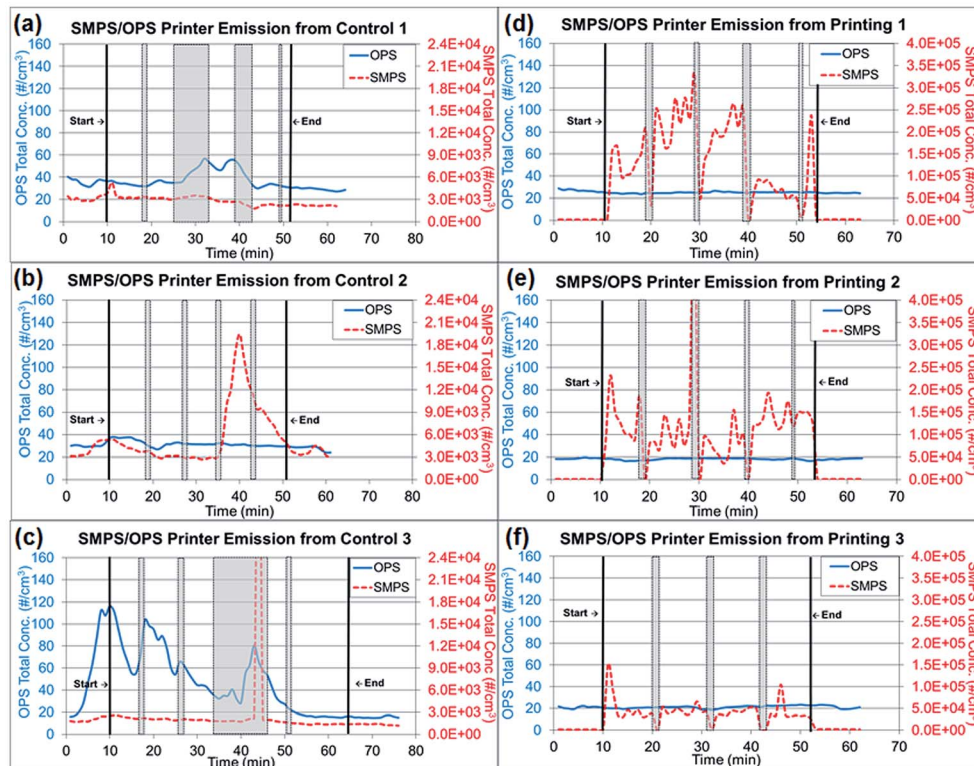 (a)
SMPS/OPS Printer Emission from Control 1
OPS Total Conc. (#/cm³)
160
140
120
100
80
60
40
20
0
OPS
SMPS
Start →
← End
2.4E+04
2.1E+04
1.8E+04
1.5E+04
1.2E+04
9.0E+03
6.0E+03
3.0E+03
0.0E+00
SMPS Total Conc. (#/cm³)
0 10 20 30 40 50 60 70 80
Time (min)
(d)
SMPS/OPS Printer Emission from Printing 1
OPS Total Conc. (#/cm³)
160
140
120
100
80
60
40
20
0
OPS
SMPS
Start →
← End
4.0E+05
3.5E+05
3.0E+05
2.5E+05
2.0E+05
1.5E+05
1.0E+05
5.0E+04
0.0E+00
SMPS Total Conc. (#/cm³)
0 10 20 30 40 50 60 70
Time (min)
(b)
SMPS/OPS Printer Emission from Control 2
OPS Total Conc. (#/cm³)
160
140
120
100
80
60
40
20
0
OPS
SMPS
Start →
← End
2.4E+04
2.1E+04
1.8E+04
1.5E+04
1.2E+04
9.0E+03
6.0E+03
3.0E+03
0.0E+00
SMPS Total Conc. (#/cm³)
0 10 20 30 40 50 60 70 80
Time (min)
(e)
SMPS/OPS Printer Emission from Printing 2
OPS Total Conc. (#/cm³)
160
140
120
100
80
60
40
20
0
OPS
SMPS
Start →
← End
4.0E+05
3.5E+05
3.0E+05
2.5E+05
2.0E+05
1.5E+05
1.0E+05
5.0E+04
0.0E+00
SMPS Total Conc. (#/cm³)
0 10 20 30 40 50 60 70
Time (min)
(c)
SMPS/OPS Printer Emission from Control 3
OPS Total Conc. (#/cm³)
160
140
120
100
80
60
40
20
0
OPS
SMPS
Start →
← End
2.4E+04
2.1E+04
1.8E+04
1.5E+04
1.2E+04
9.0E+03
6.0E+03
3.0E+03
0.0E+00
SMPS Total Conc. (#/cm³)
0 10 20 30 40 50 60 70 80
Time (min)
(f)
SMPS/OPS Printer Emission from Printing 3
OPS Total Conc. (#/cm³)
160
140
120
100
80
60
40
20
0
OPS
SMPS
Start →
← End
4.0E+05
3.5E+05
3.0E+05
2.5E+05
2.0E+05
1.5E+05
1.0E+05
5.0E+04
0.0E+00
SMPS Total Conc. (#/cm³)
0 10 20 30 40 50 60 70
Time (min)